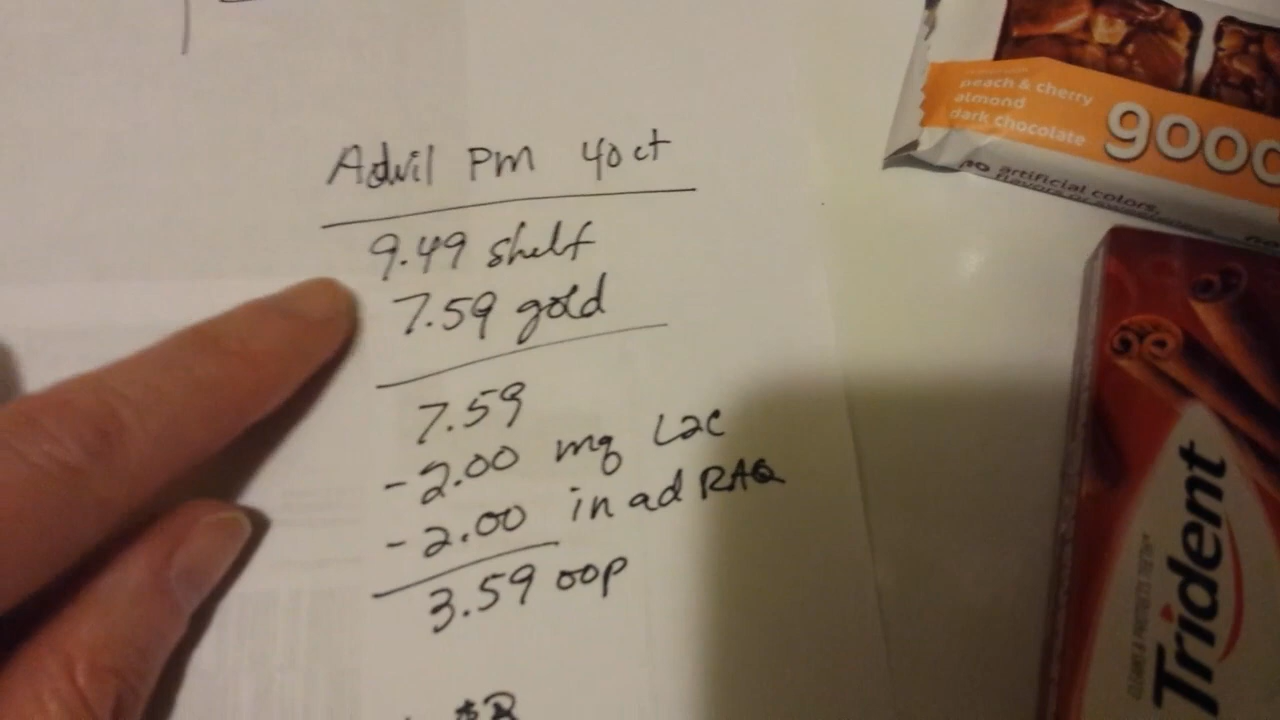 Advil PM 40ct
9.49 shelf
7.59 gold
7.59
-2.00 mq L2C
-2.00 in ad RAQ
3.59 oop
peach & cherry
almond
dark chocolate
good
no artificial colors,
Trident